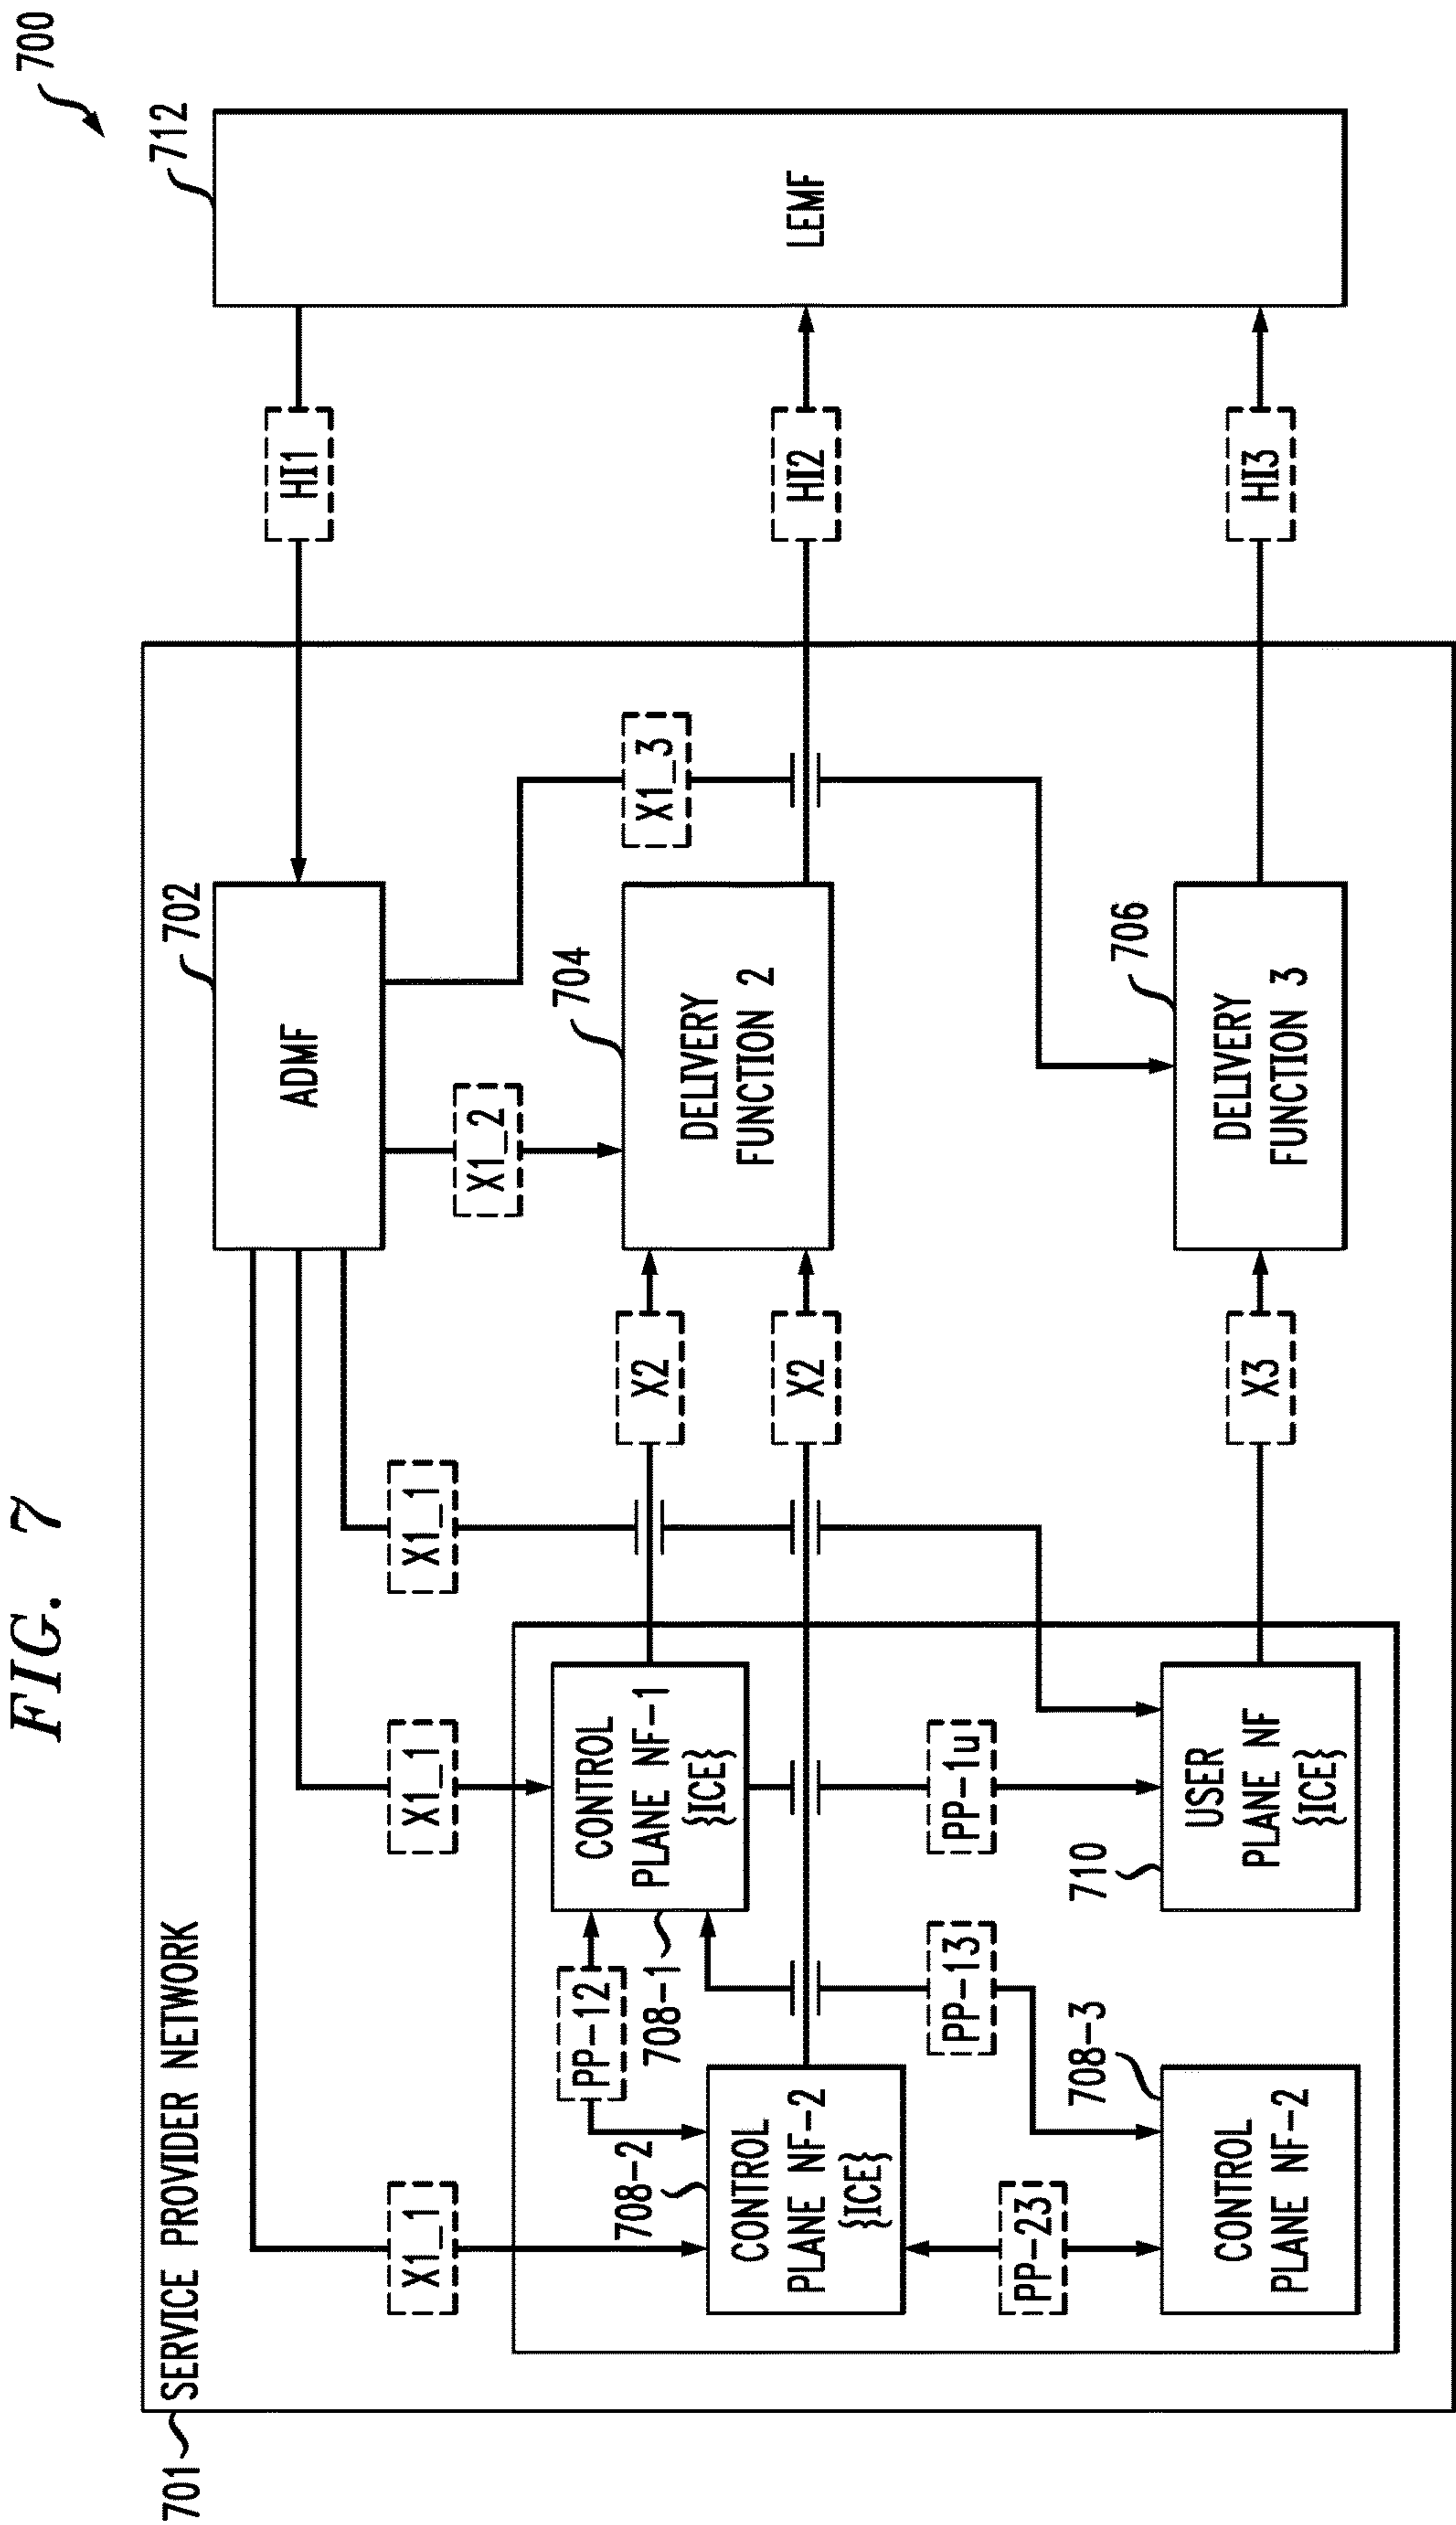 FIG. 7
700
701
SERVICE PROVIDER NETWORK
702
ADMF
HI1
712
LEMF
X1_1
X1_1
X1_1
X1_2
X1_3
704
DELIVERY
FUNCTION 2
HI2
X2
X2
PP-12
708-1
CONTROL
PLANE NF-1
{ICE}
708-2
CONTROL
PLANE NF-2
{ICE}
PP-1u
PP-13
PP-23
708-3
CONTROL
PLANE NF-2
710
USER
PLANE NF
{ICE}
X3
706
DELIVERY
FUNCTION 3
HI3